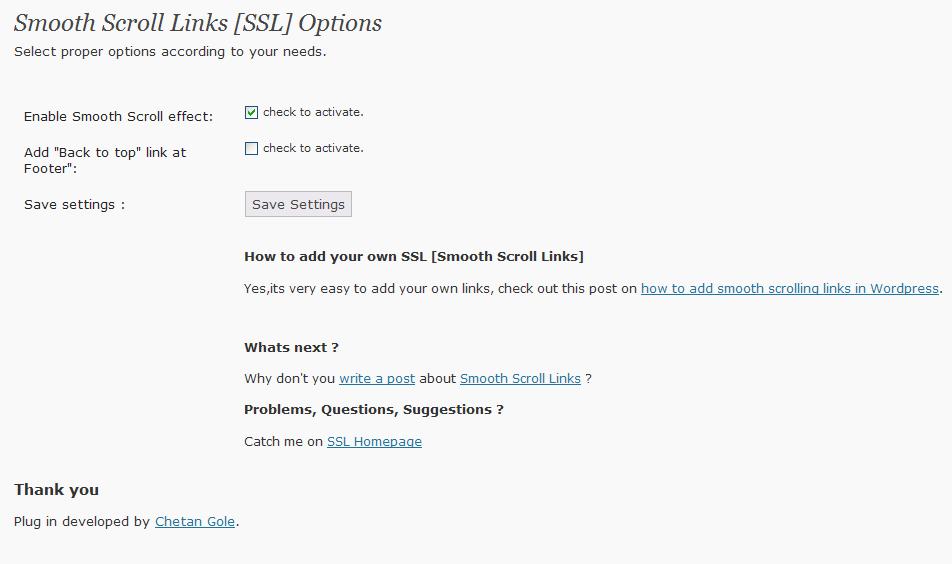 Smooth Scroll Links [SSL] Options
Select proper options according to your needs.
Enable Smooth Scroll effect: check to activate.
Add "Back to top" link at check to activate.
Footer":
Save settings : Save Settings
How to add your own SSL [Smooth Scroll Links]
Yes,its very easy to add your own links, check out this post on how to add smooth scrolling links in Wordpress.
Whats next ?
Why don't you write a post about Smooth Scroll Links ?
Problems, Questions, Suggestions ?
Catch me on SSL Homepage
Thank you
Plug in developed by Chetan Gole.